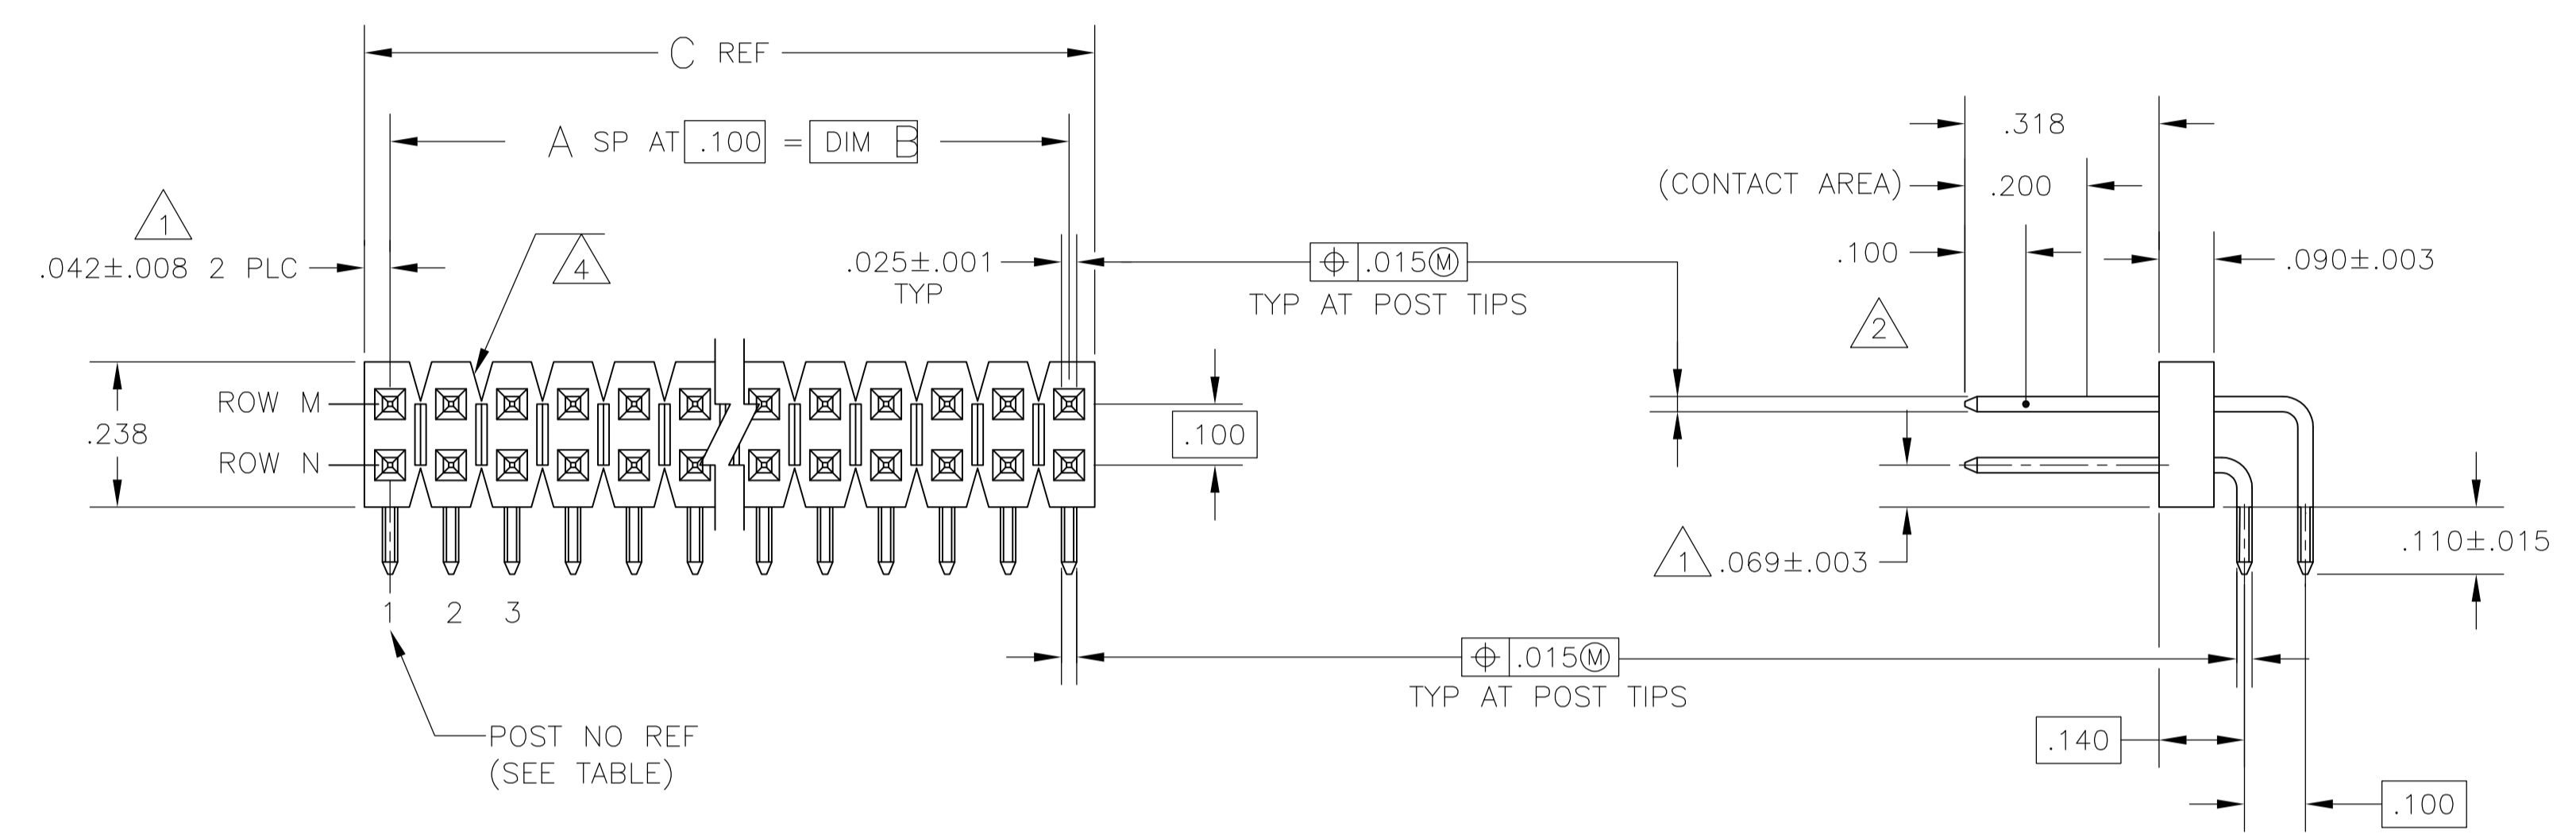 C REF
A SP AT .100 = DIM B
1
.042±.008 2 PLC
4
.025±.001
TYP
⌖ .015Ⓜ
TYP AT POST TIPS
.318
(CONTACT AREA) .200
.100
.090±.003
2
ROW M
.238
ROW N
.100
1 .069±.003
.110±.015
1 2 3
⌖ .015Ⓜ
TYP AT POST TIPS
POST NO REF
(SEE TABLE)
.140
.100